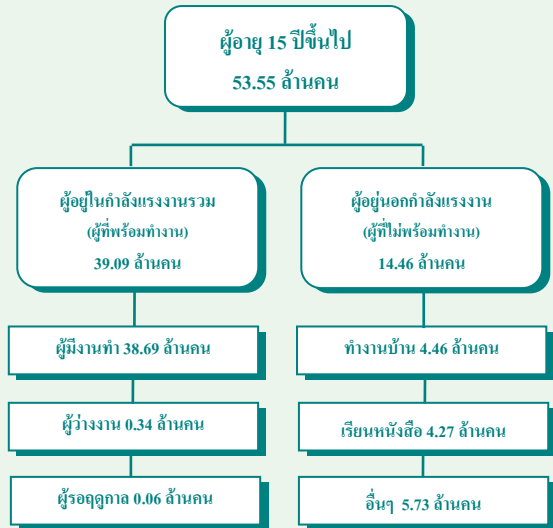 ผู้อายุ 15 ปีขึ้นไป
53.55 ล้านคน
ผู้อยู่ในกำลังแรงงานรวม
(ผู้ที่พร้อมทำงาน)
39.09 ล้านคน
ผู้อยู่นอกกำลังแรงงาน
(ผู้ที่ไม่พร้อมทำงาน)
14.46 ล้านคน
ผู้มีงานทำ 38.69 ล้านคน
ทำงานบ้าน 4.46 ล้านคน
ผู้ว่างงาน 0.34 ล้านคน
เรียนหนังสือ 4.27 ล้านคน
ผู้รอฤดูกาล 0.06 ล้านคน
อื่นๆ 5.73 ล้านคน